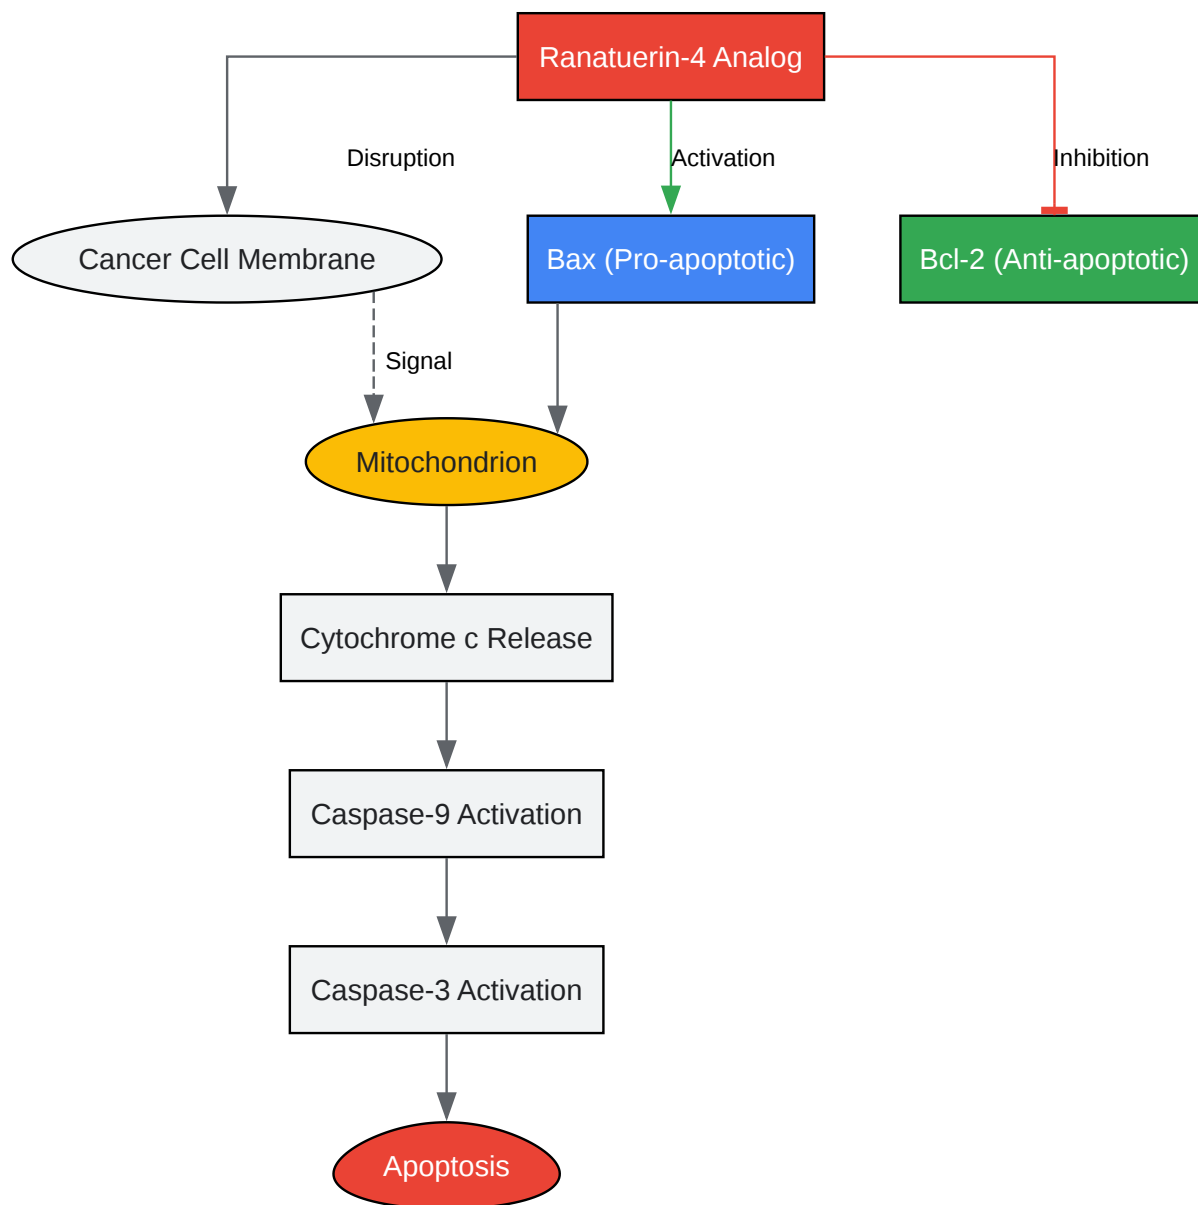 Ranatuerin-4 Analog
Disruption
Activation
Inhibition
Cancer Cell Membrane
Bax (Pro-apoptotic)
Bcl-2 (Anti-apoptotic)
Signal
Mitochondrion
Cytochrome c Release
Caspase-9 Activation
Caspase-3 Activation
Apoptosis